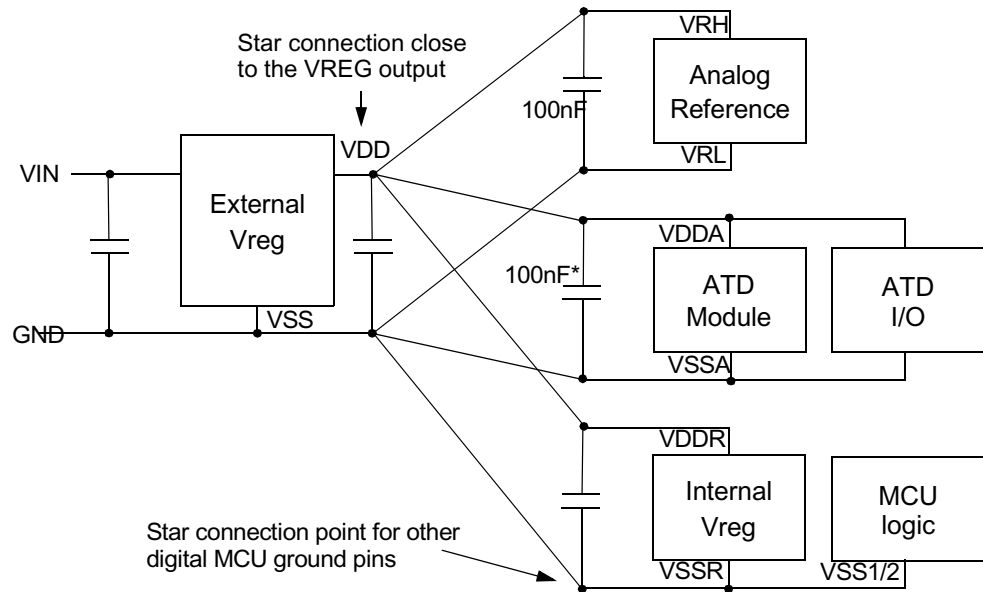 Star connection close
to the VREG output
VRH
Analog
Reference
100nF
VRL
VDD
VIN
External
Vreg
VDDA
100nF*
ATD
Module
ATD
I/O
VSS
GND
VSSA
VDDR
Internal
Vreg
MCU
logic
Star connection point for other
digital MCU ground pins
VSSR
VSS1/2